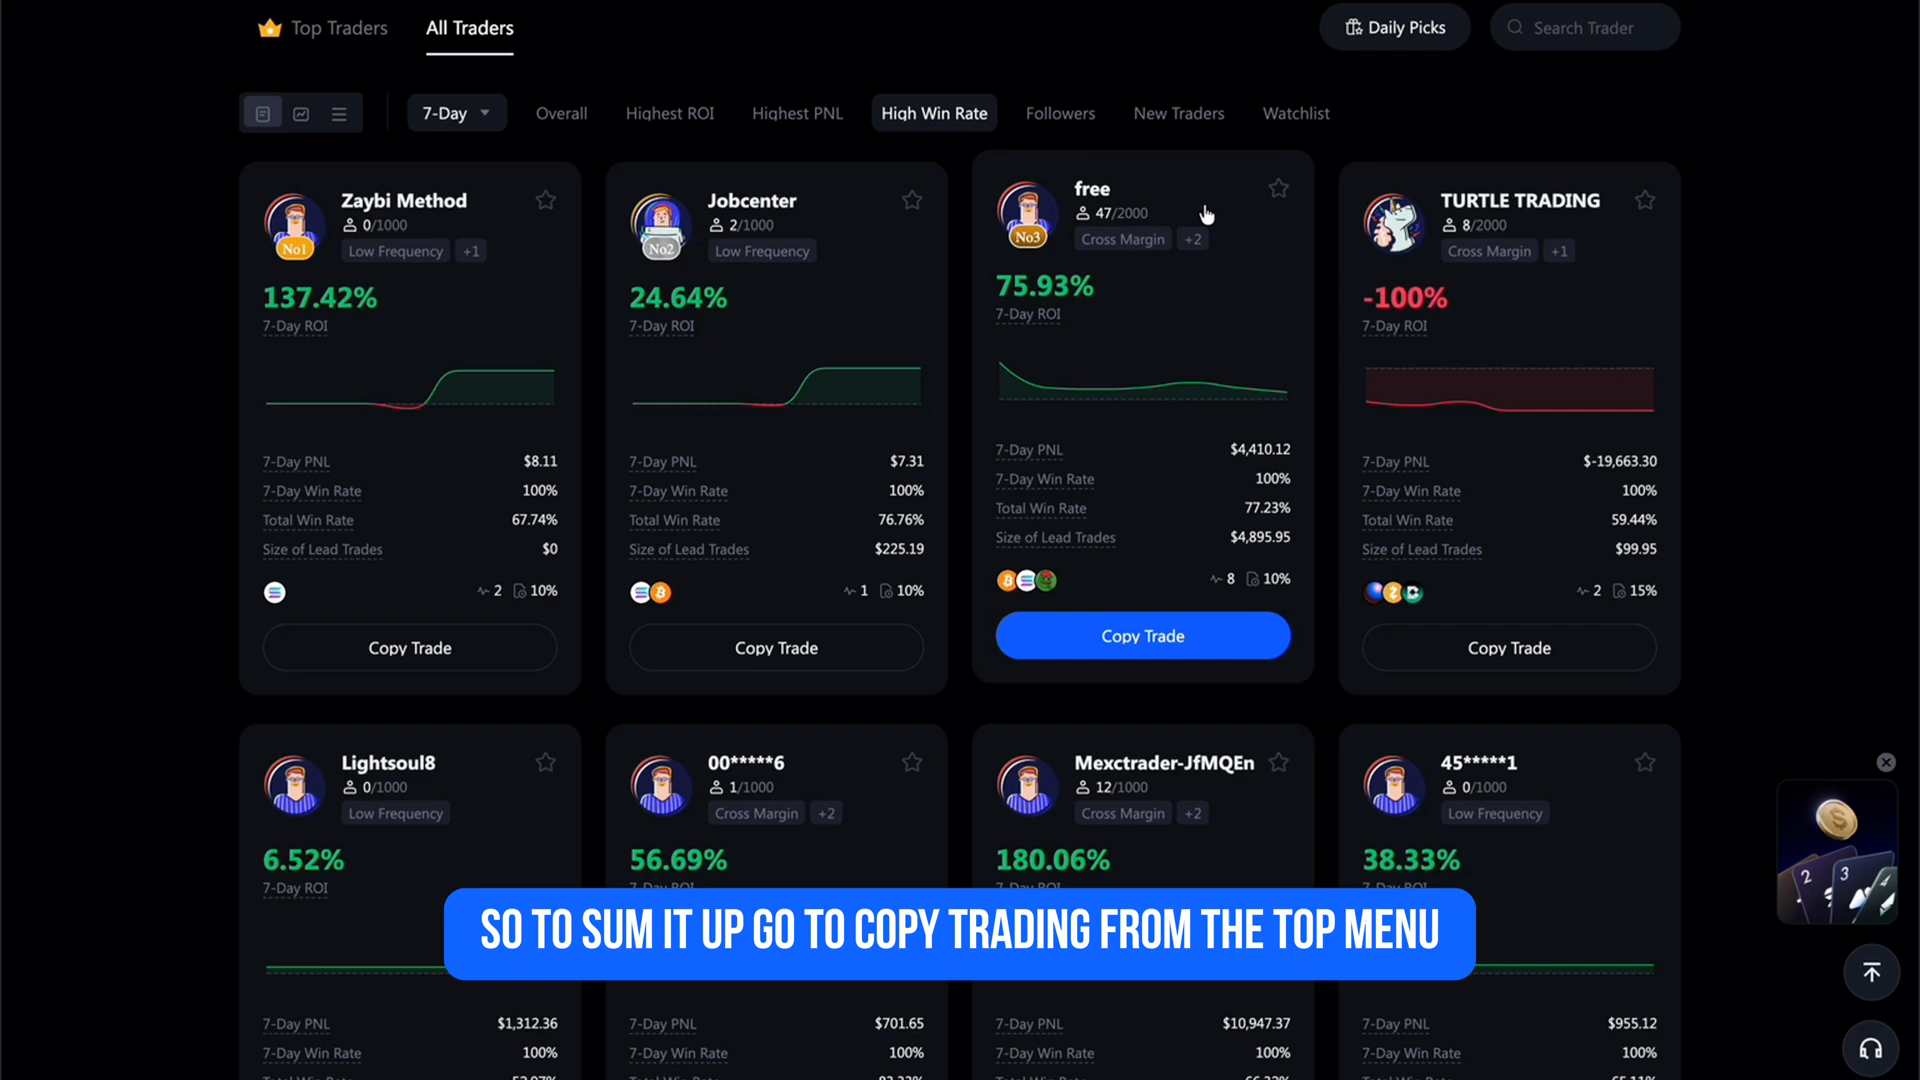 Top Traders
All Traders
Daily Picks
Search Trader
7-Day
Overall
Highest ROI
Highest PNL
High Win Rate
Followers
New Traders
Watchlist
No1
Zaybi Method
0/1000
Low Frequency +1
137.42%
7-Day ROI
7-Day PNL $8.11
7-Day Win Rate 100%
Total Win Rate 67.74%
Size of Lead Trades $0
2 10%
Copy Trade
No2
Jobcenter
2/1000
Low Frequency
24.64%
7-Day ROI
7-Day PNL $7.31
7-Day Win Rate 100%
Total Win Rate 76.76%
Size of Lead Trades $225.19
1 10%
Copy Trade
No3
free
47/2000
Cross Margin +2
75.93%
7-Day ROI
7-Day PNL $4,410.12
7-Day Win Rate 100%
Total Win Rate 77.23%
Size of Lead Trades $4,895.95
8 10%
Copy Trade
TURTLE TRADING
8/2000
Cross Margin +1
-100%
7-Day ROI
7-Day PNL $-19,663.30
7-Day Win Rate 100%
Total Win Rate 59.44%
Size of Lead Trades $99.95
2 15%
Copy Trade
Lightsoul8
0/1000
Low Frequency
6.52%
7-Day ROI
7-Day PNL $1,312.36
7-Day Win Rate 100%
00*****6
1/1000
Cross Margin +2
56.69%
7-Day PNL $701.65
7-Day Win Rate 100%
Mexctrader-JfMQEn
12/1000
Cross Margin +2
180.06%
7-Day PNL $10,947.37
7-Day Win Rate 100%
45*****1
0/1000
Low Frequency
38.33%
7-Day PNL $955.12
7-Day Win Rate 100%
2 3 4
SO TO SUM IT UP GO TO COPY TRADING FROM THE TOP MENU